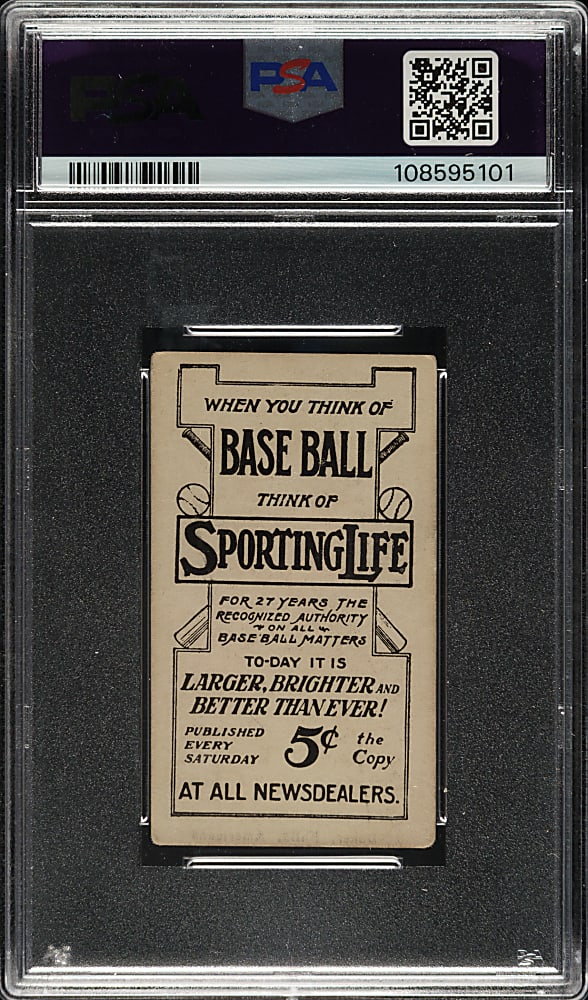 PSA
108595101
WHEN YOU THINK OF
BASE BALL
THINK OF
SPORTING LIFE
FOR 27 YEARS THE
RECOGNIZED AUTHORITY
ON ALL
BASE BALL MATTERS
TO-DAY IT IS
LARGER, BRIGHTER AND
BETTER THAN EVER!
PUBLISHED
EVERY
SATURDAY
5¢ the
Copy
AT ALL NEWSDEALERS.